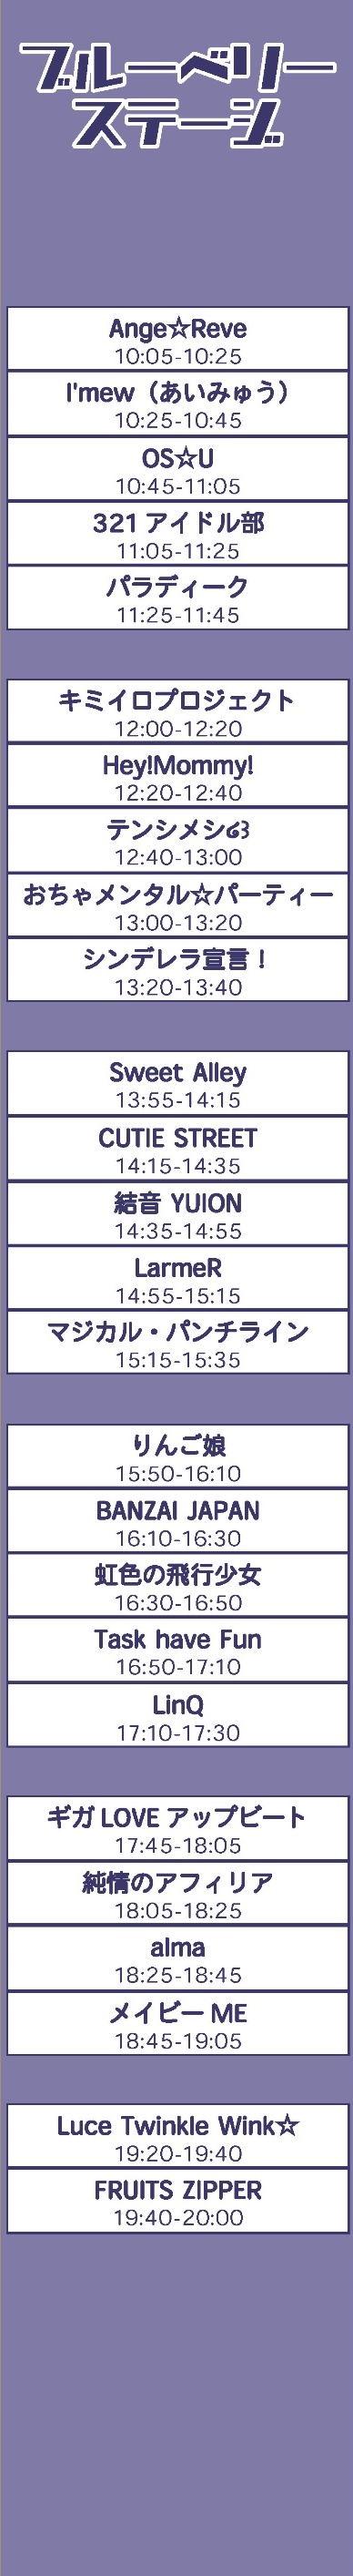 ブルーベリー
ステージ
Ange☆Reve
10:05-10:25
I'mew（あいみゅう）
10:25-10:45
OS☆U
10:45-11:05
321 アイドル部
11:05-11:25
パラディーク
11:25-11:45
キミイロプロジェクト
12:00-12:20
Hey!Mommy!
12:20-12:40
テンシメシ໒꒱
12:40-13:00
おちゃメンタル☆パーティー
13:00-13:20
シンデレラ宣言！
13:20-13:40
Sweet Alley
13:55-14:15
CUTIE STREET
14:15-14:35
結音 YUION
14:35-14:55
LarmeR
14:55-15:15
マジカル・パンチライン
15:15-15:35
りんご娘
15:50-16:10
BANZAI JAPAN
16:10-16:30
虹色の飛行少女
16:30-16:50
Task have Fun
16:50-17:10
LinQ
17:10-17:30
ギガ LOVE アップビート
17:45-18:05
純情のアフィリア
18:05-18:25
alma
18:25-18:45
メイビー ME
18:45-19:05
Luce Twinkle Wink☆
19:20-19:40
FRUITS ZIPPER
19:40-20:00